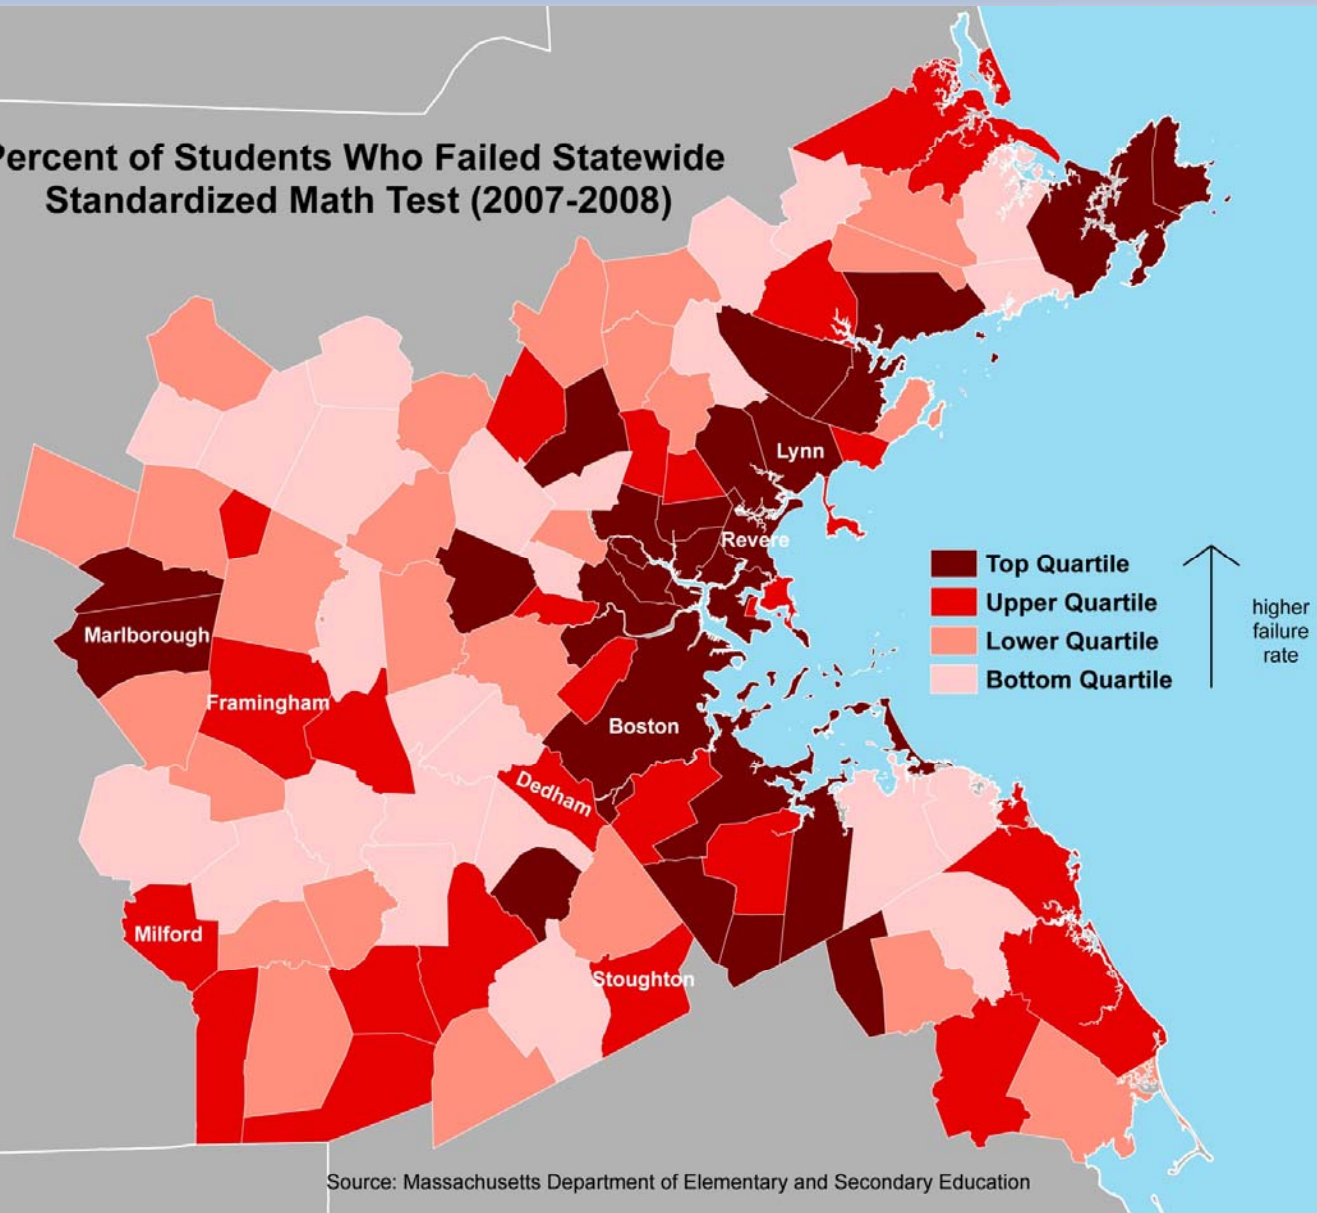 Percent of Students Who Failed Statewide
Standardized Math Test (2007-2008)
Lynn
Revere
Top Quartile
Upper Quartile
Lower Quartile
Bottom Quartile
higher
failure
rate
Marlborough
Framingham
Boston
Dedham
Milford
Stoughton
Source: Massachusetts Department of Elementary and Secondary Education